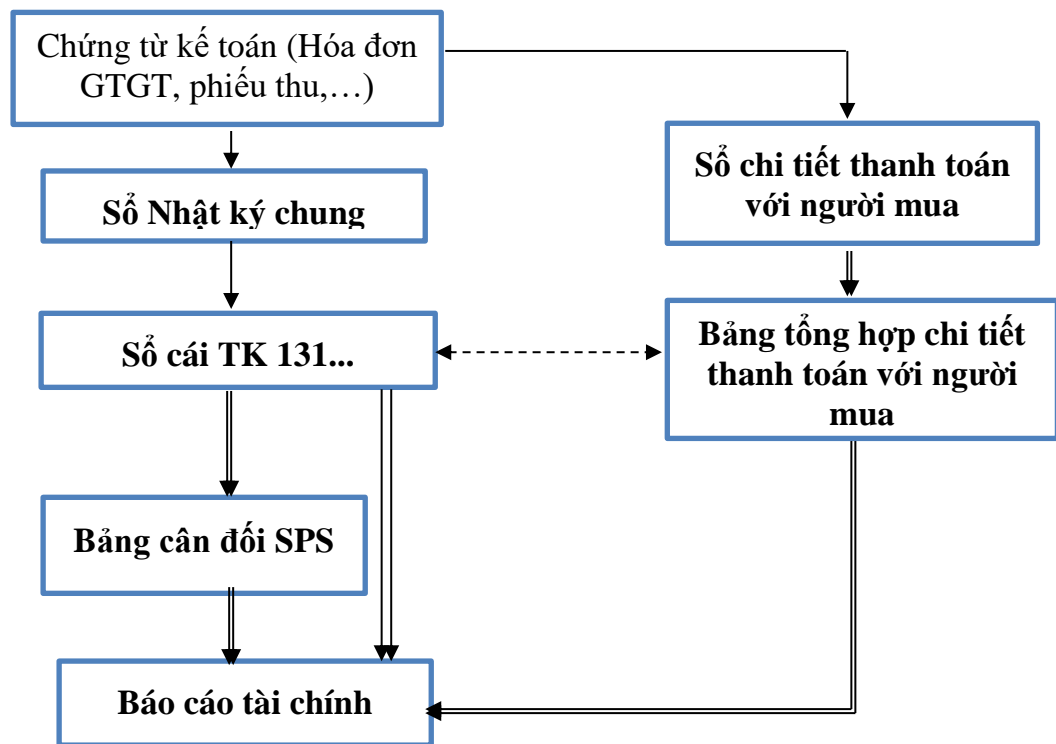 Chứng từ kế toán (Hóa đơn
GTGT, phiếu thu,…)
Sổ Nhật ký chung
Sổ cái TK 131...
Bảng cân đối SPS
Báo cáo tài chính
Sổ chi tiết thanh toán
với người mua
Bảng tổng hợp chi tiết
thanh toán với người
mua